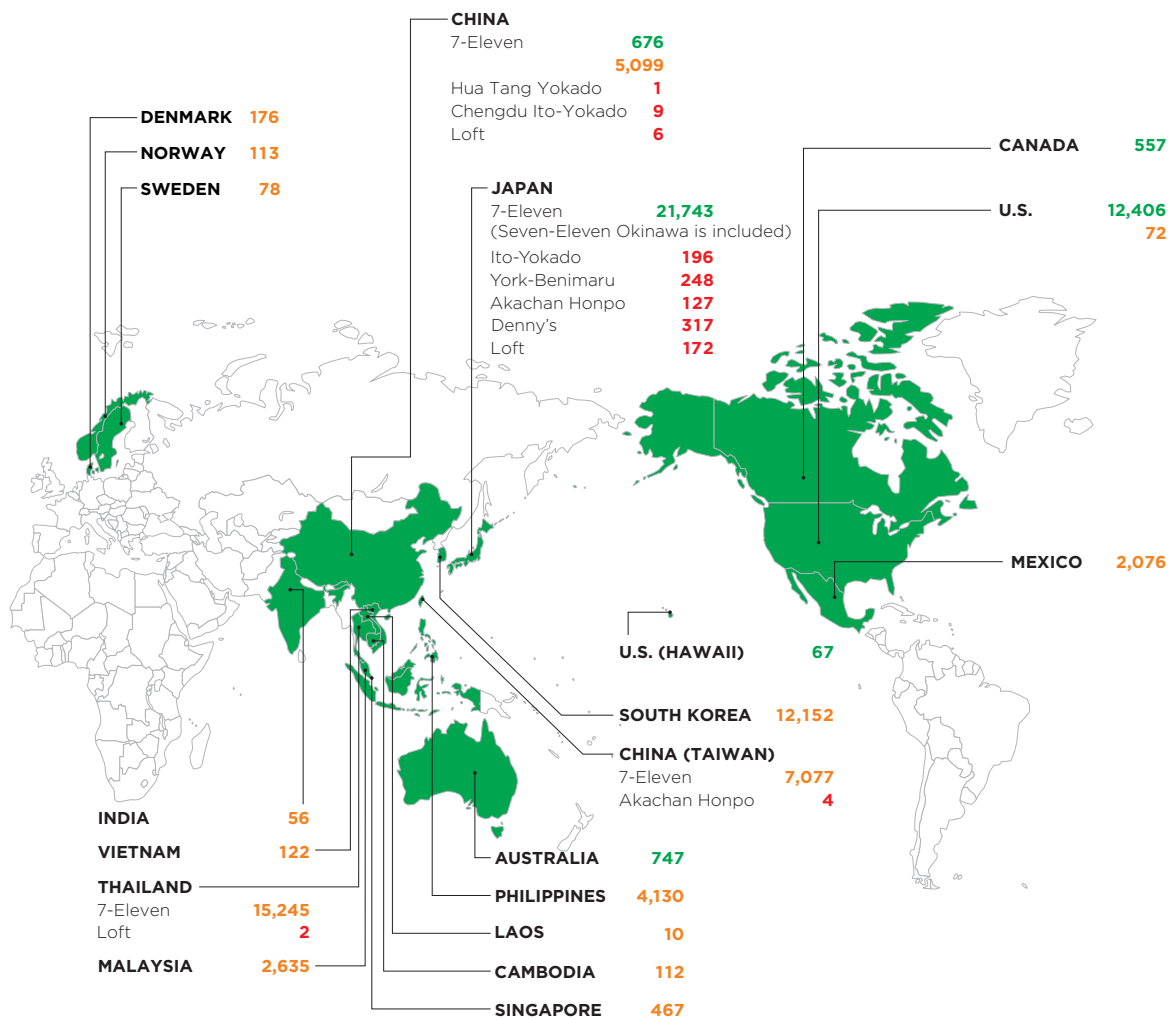 CHINA
7-Eleven 676
5,099
Hua Tang Yokado 1
Chengdu Ito-Yokado 9
Loft 6
DENMARK 176
NORWAY 113
SWEDEN 78
JAPAN
7-Eleven 21,743
(Seven-Eleven Okinawa is included)
Ito-Yokado 196
York-Benimaru 248
Akachan Honpo 127
Denny's 317
Loft 172
CANADA 557
U.S. 12,406
72
MEXICO 2,076
U.S. (HAWAII) 67
SOUTH KOREA 12,152
CHINA (TAIWAN)
7-Eleven 7,077
Akachan Honpo 4
INDIA 56
VIETNAM 122
THAILAND
7-Eleven 15,245
Loft 2
MALAYSIA 2,635
AUSTRALIA 747
PHILIPPINES 4,130
LAOS 10
CAMBODIA 112
SINGAPORE 467